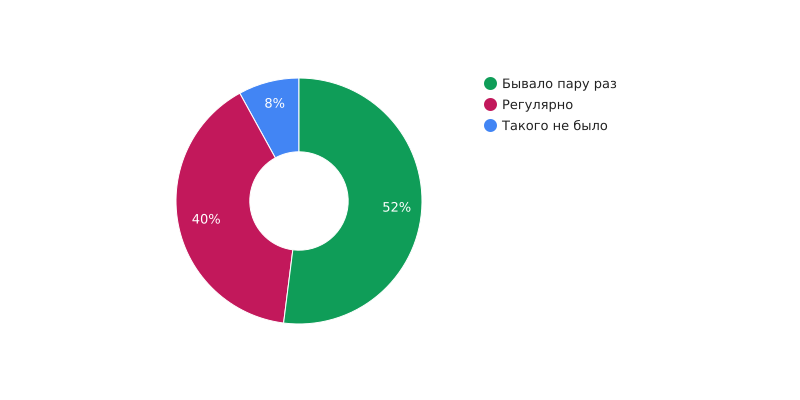 Бывало пару раз
Регулярно
Такого не было
8%
52%
40%